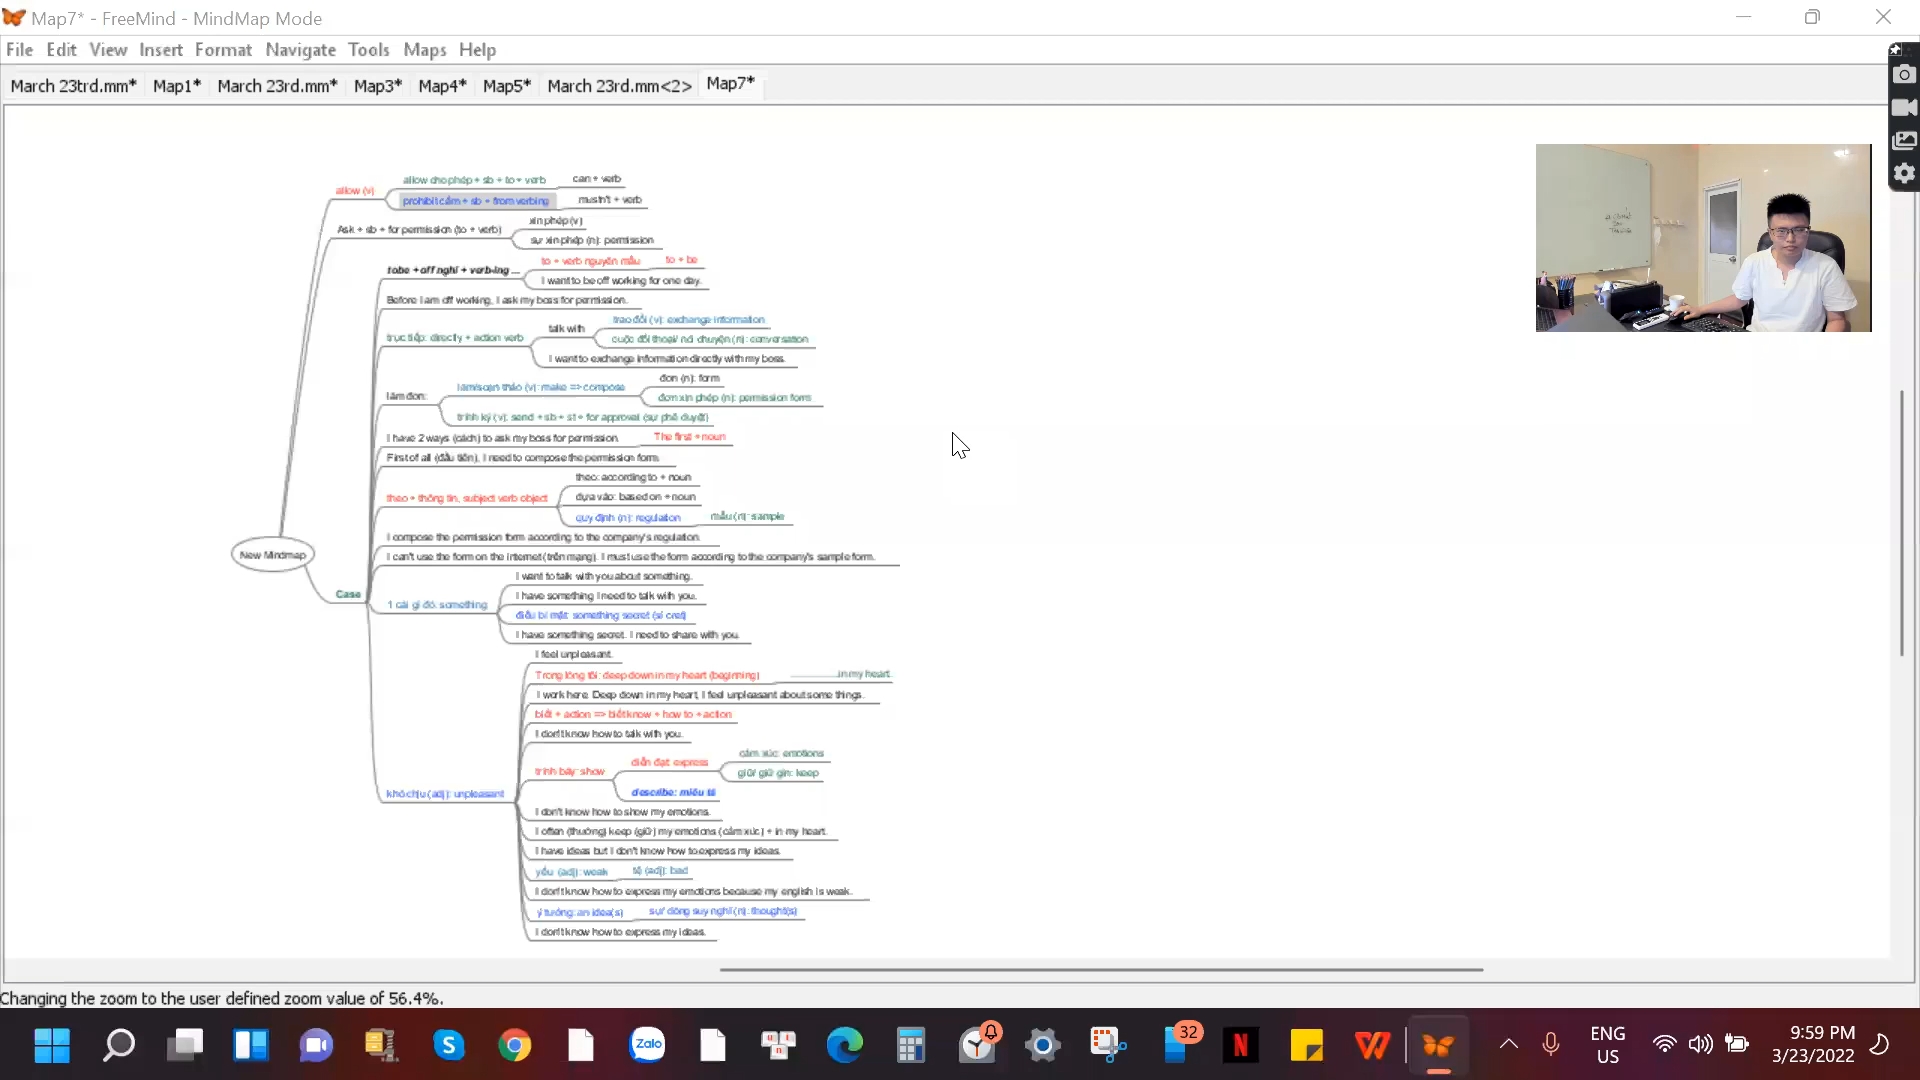 Map7* - FreeMind - MindMap Mode
File Edit View Insert Format Navigate Tools Maps Help
March 23trd.mm* Map1* March 23rd.mm* Map3* Map4* Map5* March 23rd.mm<2> Map7*
allow (v)
allow cho phép + sb + to + verb
can + verb
prohibit cấm + sb + from verbing
mustn't + verb
Ask + sb + for permission (to + verb)
xin phép (v)
sự xin phép (n): permission
tobe + off nghỉ + verb-ing ...
to + verb nguyên mẫu
to + be
I want to be off working for one day.
Before I am off working, I ask my boss for permission.
trực tiếp: directly + action verb
talk with
trao đổi (v): exchange information
cuộc đối thoại/ nói chuyện (n): conversation
I want to exchange information directly with my boss.
làm đơn:
làm/soạn thảo (v): make => compose
đơn (n): form
đơn xin phép (n): permission form
trình ký (v): send + sb + st + for approval (sự phê duyệt)
I have 2 ways (cách) to ask my boss for permission.
The first + noun
First of all (đầu tiên), I need to compose the permission form.
theo + thông tin, subject verb object
theo: according to + noun
dựa vào: based on + noun
quy định (n): regulation
mẫu (n): sample
I compose the permission form according to the company's regulation.
I can't use the form on the internet (trên mạng). I must use the form according to the company's sample form.
New Mindmap
Case
1 cái gì đó: something
I want to talk with you about something.
I have something I need to talk with you.
điều bí mật: something secret (sí cret)
I have something secret. I need to share with you.
khó chịu (adj): unpleasant
I feel unpleasant.
Trong lòng tôi: deep down in my heart (beginning)
..................in my heart.
I work here. Deep down in my heart, I feel unpleasant about some things.
biết + action => biết know + how to + action
I don't know how to talk with you.
trình bày: show
diễn đạt: express
cảm xúc: emotions
giữ/ giữ gìn: keep
describe: miêu tả
I don't know how to show my emotions.
I often (thường) keep (giữ) my emotions (cảm xúc) + in my heart.
I have ideas but I don't know how to express my ideas.
yếu (adj): weak
tệ (adj): bad
I don't know how to express my emotions because my english is weak.
ý tưởng: an idea(s)
sự/ dòng suy nghĩ (n): thought(s)
I don't know how to express my ideas.
Changing the zoom to the user defined zoom value of 56.4%.
Zalo
32
N
ENG
US
9:59 PM
3/23/2022